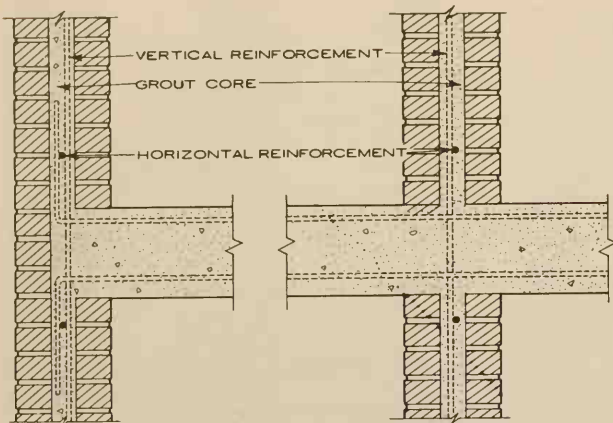 VERTICAL REINFORCEMENT
GROUT CORE
HORIZONTAL REINFORCEMENT